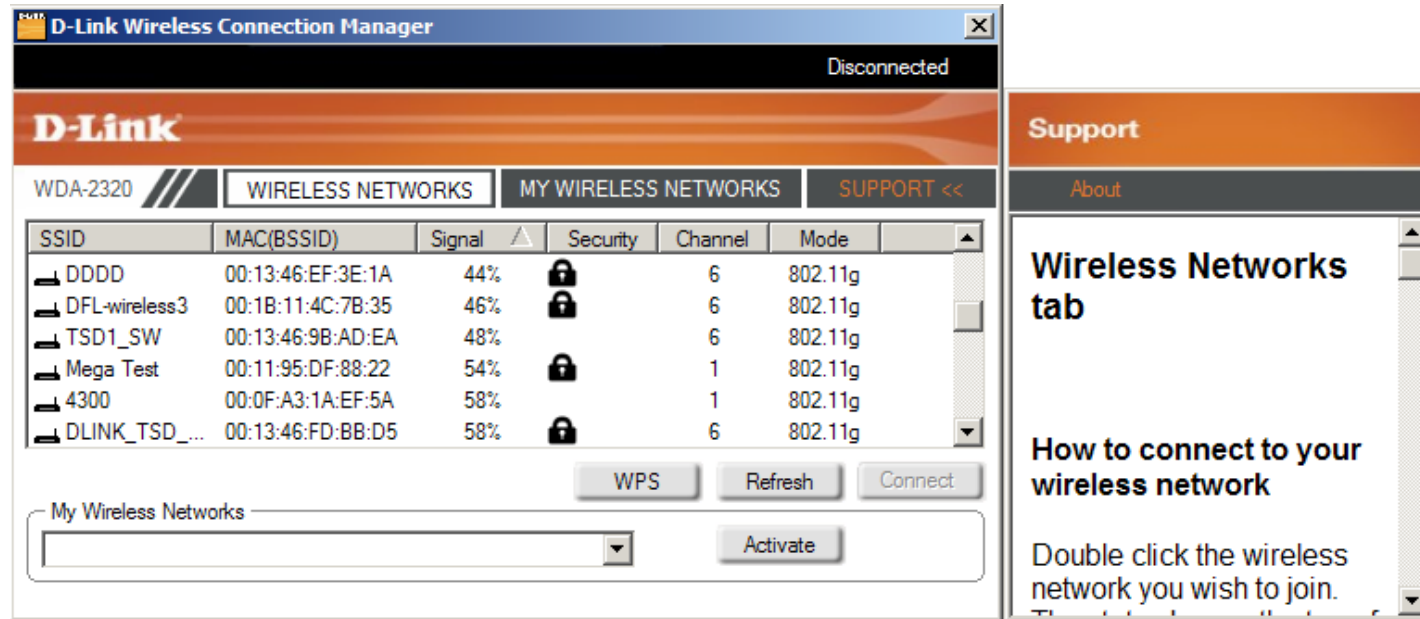 D-Link Wireless Connection Manager
Disconnected
D-Link
WDA-2320 WIRELESS NETWORKS MY WIRELESS NETWORKS SUPPORT <<
SSID MAC(BSSID) Signal Security Channel Mode
DDDD 00:13:46:EF:3E:1A 44% 6 802.11g
DFL-wireless3 00:1B:11:4C:7B:35 46% 6 802.11g
TSD1_SW 00:13:46:9B:AD:EA 48% 6 802.11g
Mega Test 00:11:95:DF:88:22 54% 1 802.11g
4300 00:0F:A3:1A:EF:5A 58% 1 802.11g
DLINK_TSD_... 00:13:46:FD:BB:D5 58% 6 802.11g
WPS Refresh Connect
My Wireless Networks
Activate
Support
About
Wireless Networks
tab
How to connect to your
wireless network
Double click the wireless
network you wish to join.